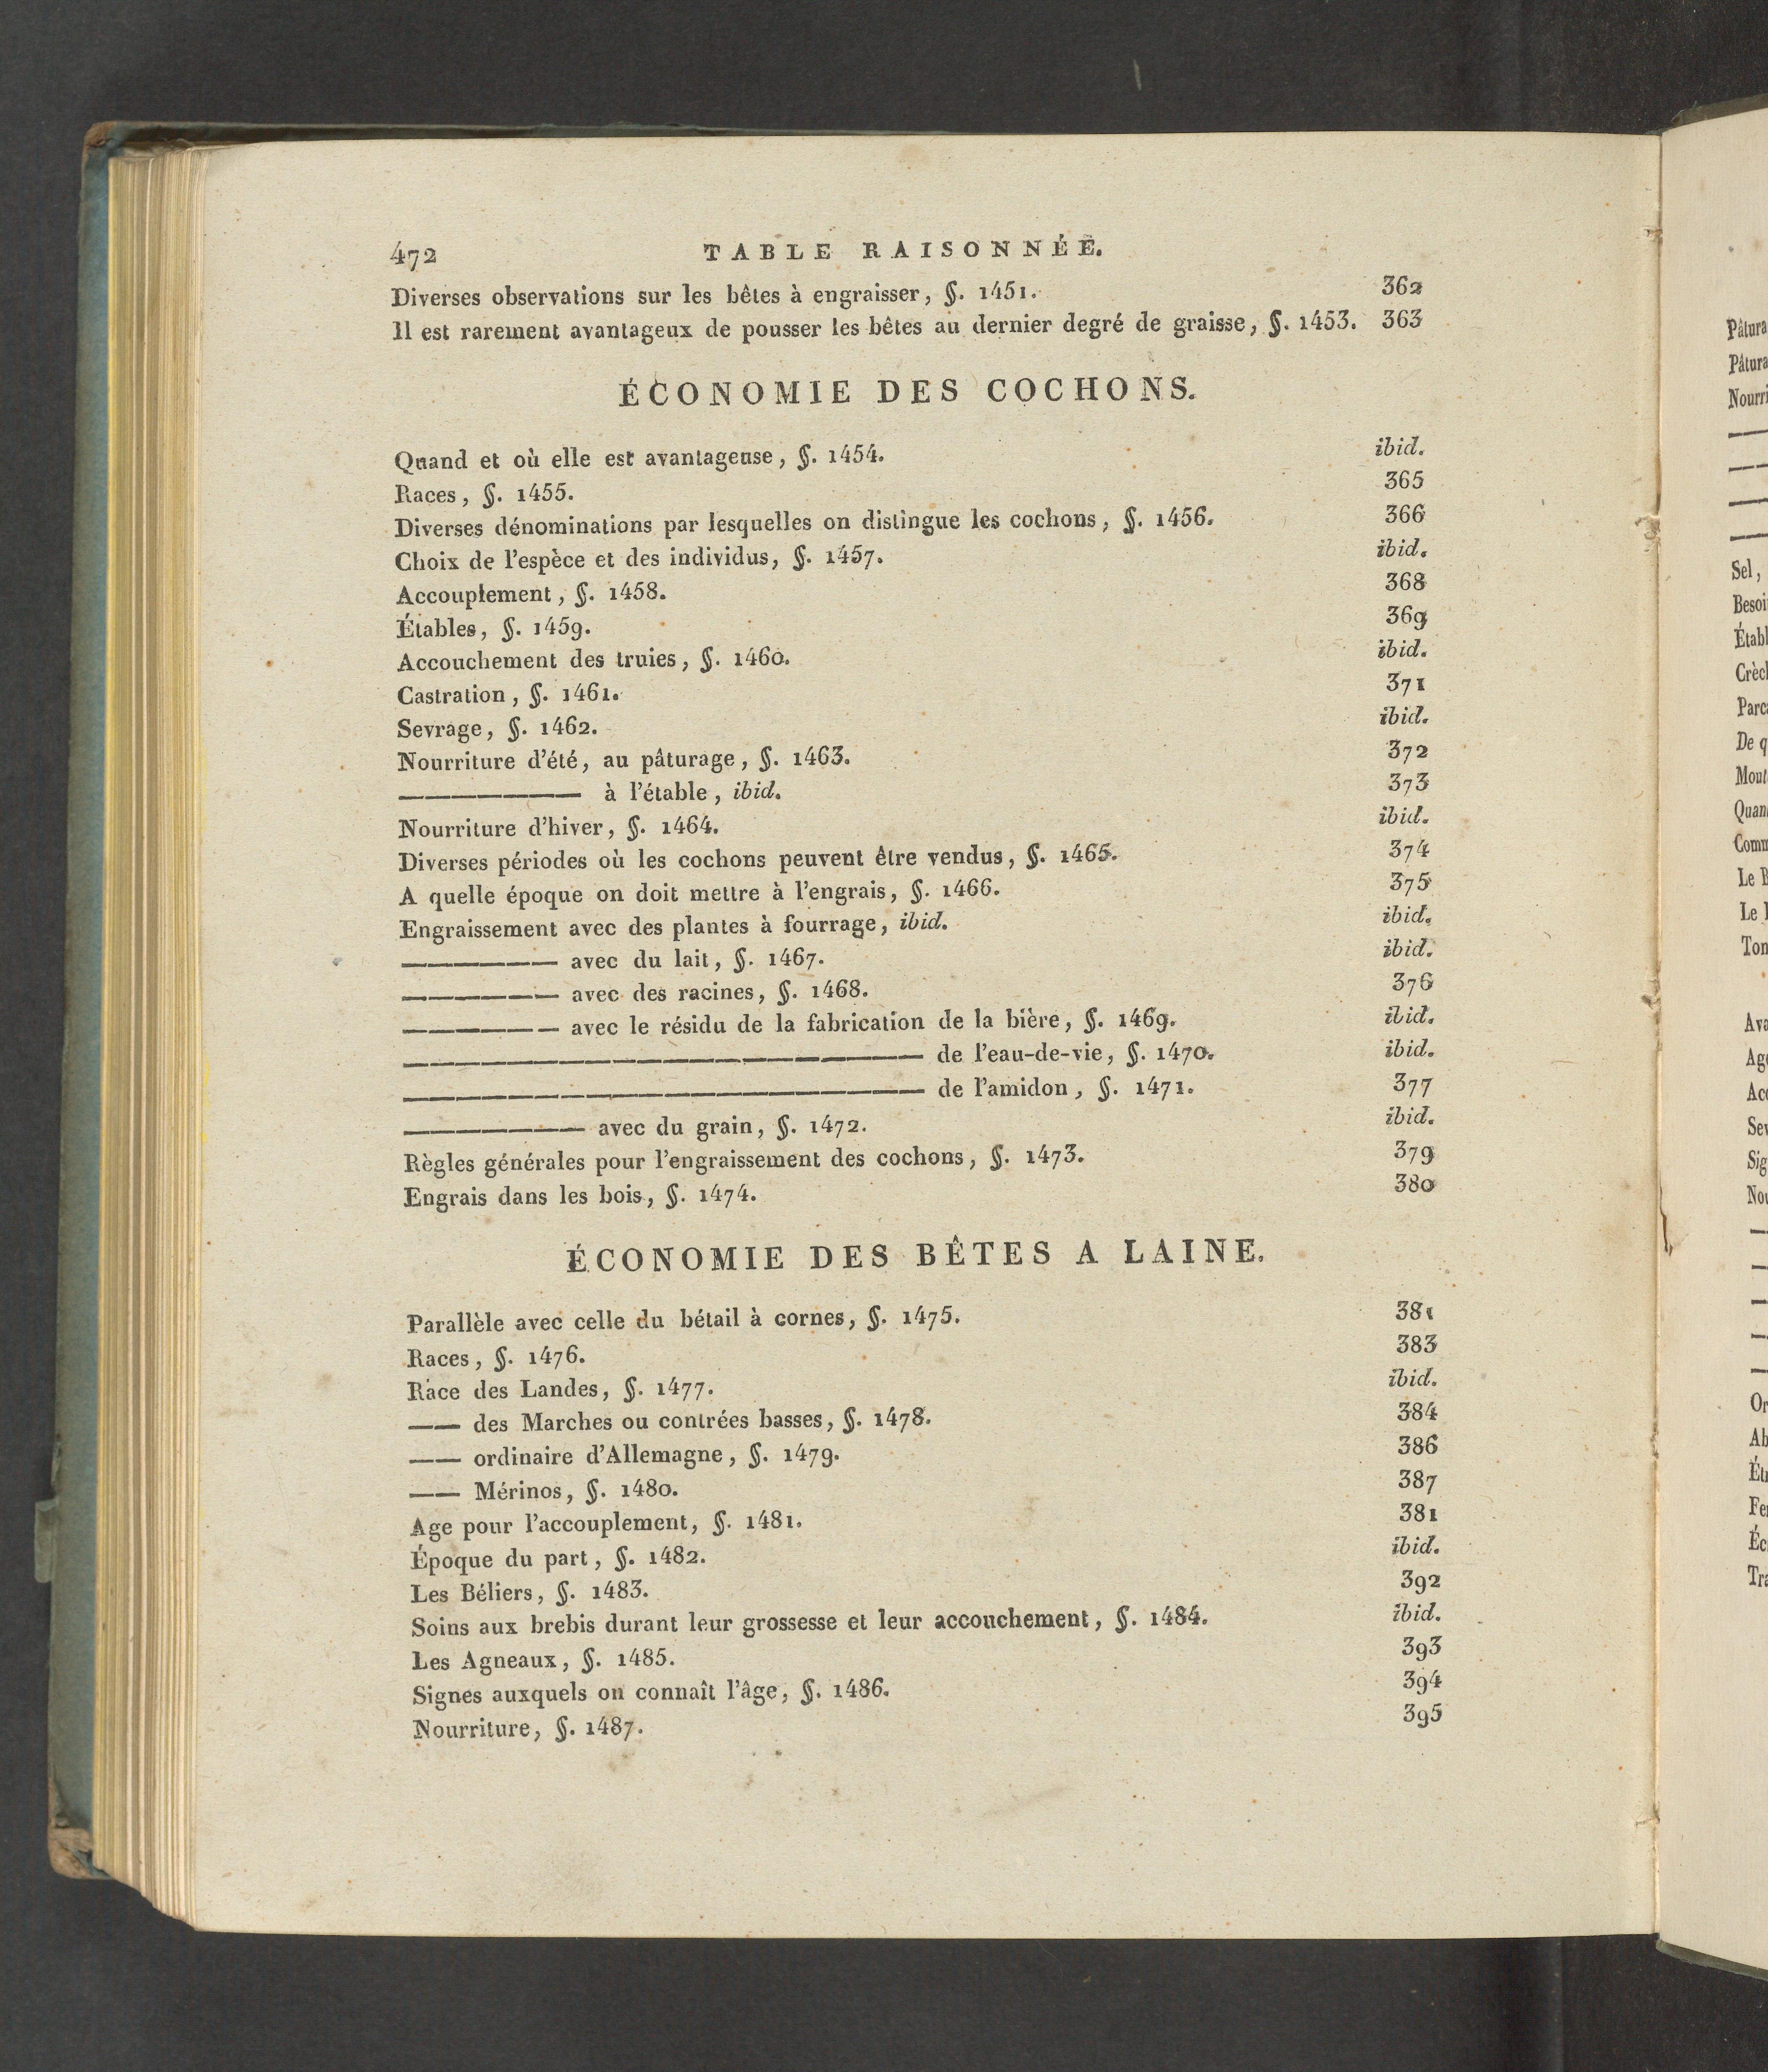 472 TABLE RAISONNÉE.
Diverses observations sur les bêtes à engraisser, §. 1451. 362
Il est rarement avantageux de pousser les bêtes au dernier degré de graisse, §. 1453. 363
ÉCONOMIE DES COCHONS.
Quand et où elle est avantageuse, §. 1454. ibid.
Races, §. 1455. 365
Diverses dénominations par lesquelles on distingue les cochons, §. 1456. 366
Choix de l'espèce et des individus, §. 1457. ibid.
Accouplement, §. 1458. 368
Étables, §. 1459. 369
Accouchement des truies, §. 1460. ibid.
Castration, §. 1461. 371
Sevrage, §. 1462. ibid.
Nourriture d'été, au pâturage, §. 1463. 372
——————— à l'étable, ibid. 373
Nourriture d'hiver, §. 1464. ibid.
Diverses périodes où les cochons peuvent être vendus, §. 1465. 374
A quelle époque on doit mettre à l'engrais, §. 1466. 375
Engraissement avec des plantes à fourrage, ibid. ibid.
—————— avec du lait, §. 1467. ibid.
—————— avec des racines, §. 1468. 376
—————— avec le résidu de la fabrication de la bière, §. 1469. ibid.
———————————————————— de l'eau-de-vie, §. 1470. ibid.
———————————————————— de l'amidon, §. 1471. 377
——————— avec du grain, §. 1472. ibid.
Règles générales pour l'engraissement des cochons, §. 1473. 379
Engrais dans les bois, §. 1474. 380
ÉCONOMIE DES BÊTES A LAINE.
Parallèle avec celle du bétail à cornes, §. 1475. 381
Races, §. 1476. 383
Race des Landes, §. 1477. ibid.
—— des Marches ou contrées basses, §. 1478. 384
—— ordinaire d'Allemagne, §. 1479. 386
—— Mérinos, §. 1480. 387
Age pour l'accouplement, §. 1481. 381
Époque du part, §. 1482. ibid.
Les Béliers, §. 1483. 392
Soins aux brebis durant leur grossesse et leur accouchement, §. 1484. ibid.
Les Agneaux, §. 1485. 393
Signes auxquels on connaît l'âge, §. 1486. 394
Nourriture, §. 1487. 395
Sel,
De q